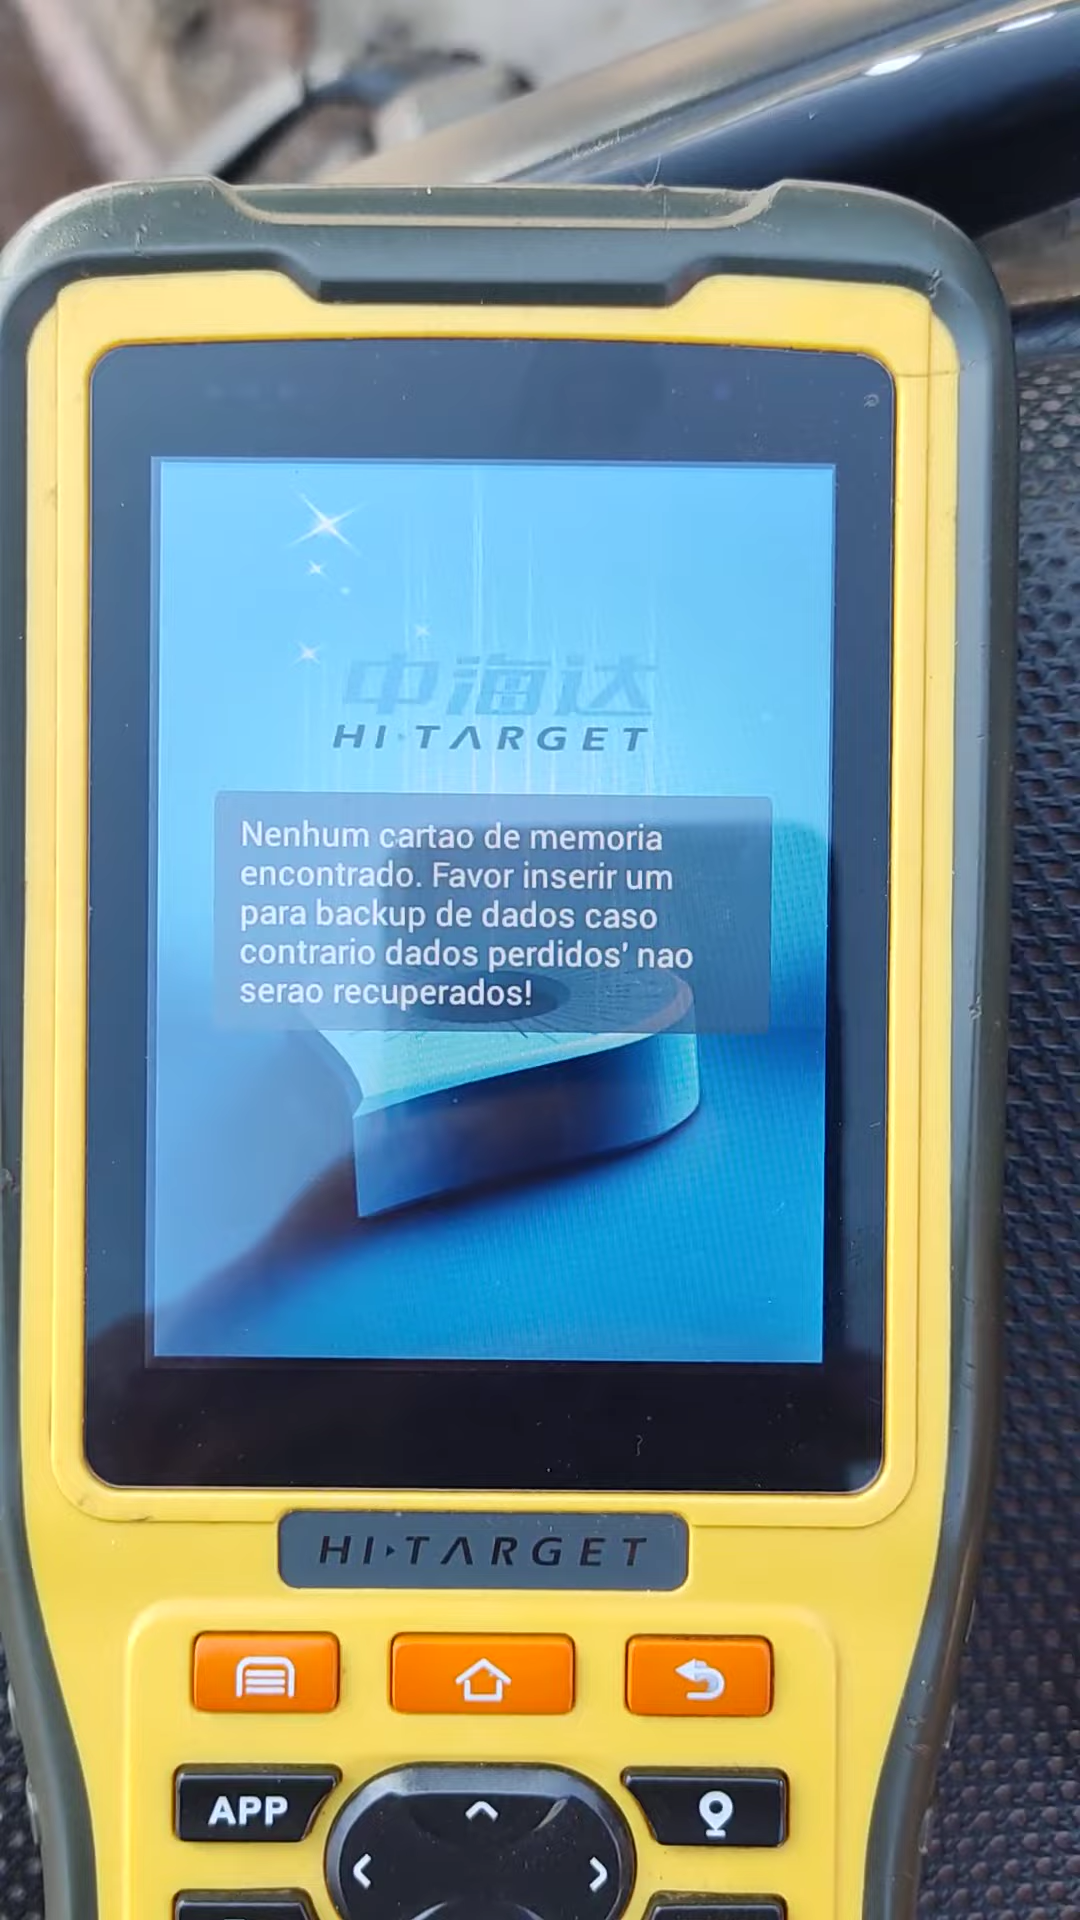 中海达
HI·TARGET
Nenhum cartao de memoria
encontrado. Favor inserir um
para backup de dados caso
contrario dados perdidos' nao
serao recuperados!
HI▸TARGET
APP